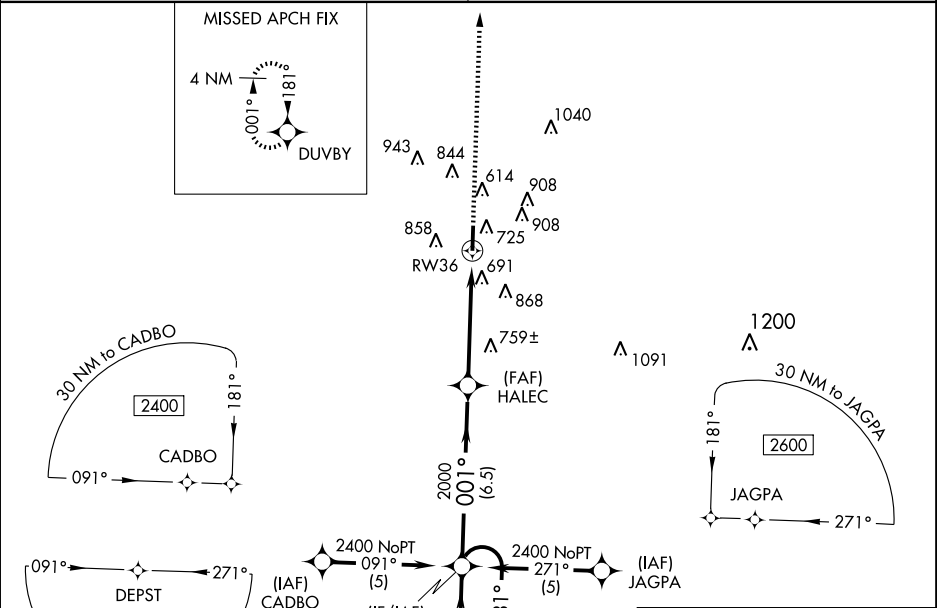 MISSED APCH FIX
4 NM
181°
001°
DUVBY
1040
943
844
614
908
908
858
725
RW36
691
868
759±
1091
1200
(FAF)
HALEC
30 NM to CADBO
2400
181°
CADBO
091°
30 NM to JAGPA
181°
2600
JAGPA
271°
2000
001°
(6.5)
2400 NoPT
091°
(5)
2400 NoPT
271°
(5)
(IAF)
CADBO
(IAF)
JAGPA
091°
271°
DEPST